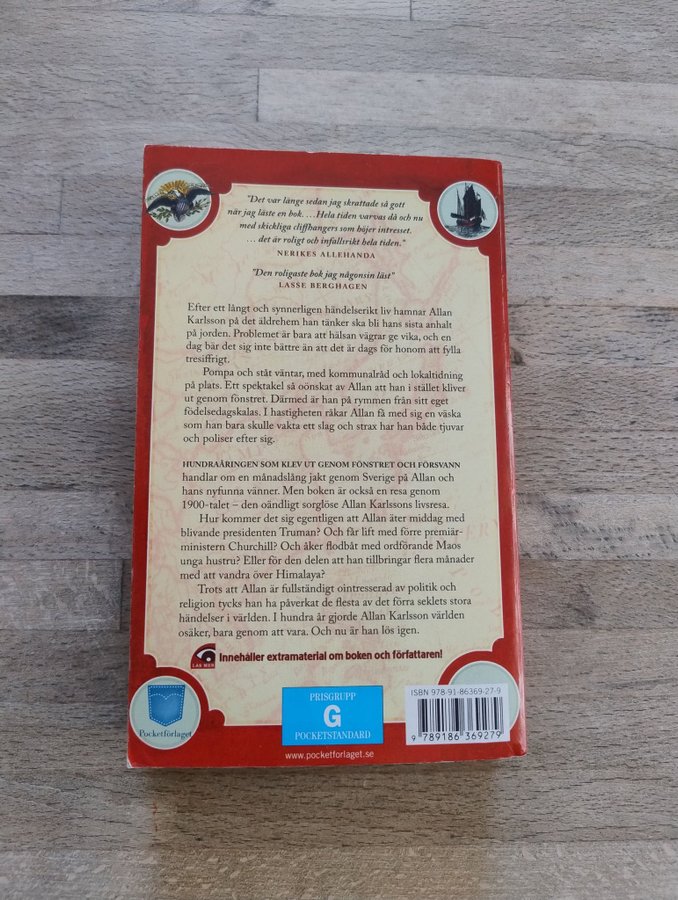 "Det var länge sedan jag skrattade så gott
när jag läste en bok. ...Hela tiden varvas då och nu
med skickliga cliffhangers som höjer intresset.
... det är roligt och infallsrikt hela tiden."
NERIKES ALLEHANDA
"Den roligaste bok jag någonsin läst"
LASSE BERGHAGEN
Efter ett långt och synnerligen händelserikt liv hamnar Allan
Karlsson på det äldrehem han tänker ska bli hans sista anhalt
på jorden. Problemet är bara att hälsan vägrar ge vika, och en
dag bär det sig inte bättre än att det är dags för honom att fylla
tresiffrigt.
Pompa och ståt väntar, med kommunalråd och lokaltidning
på plats. Ett spektakel så oönskat av Allan att han i stället kliver
ut genom fönstret. Därmed är han på rymmen från sitt eget
födelsedagskalas. I hastigheten råkar Allan få med sig en väska
som han bara skulle vakta ett slag och strax har han både tjuvar
och poliser efter sig.
HUNDRAÅRINGEN SOM KLEV UT GENOM FÖNSTRET OCH FÖRSVANN
handlar om en månadslång jakt genom Sverige på Allan och
hans nyfunna vänner. Men boken är också en resa genom
1900-talet – den oändligt sorglöse Allan Karlssons livsresa.
Hur kommer det sig egentligen att Allan äter middag med
blivande presidenten Truman? Och får lift med förre premiär-
ministern Churchill? Och åker flodbåt med ordförande Maos
unga hustru? Eller för den delen att han tillbringar flera månader
med att vandra över Himalaya?
Trots att Allan är fullständigt ointresserad av politik och
religion tycks han ha påverkat de flesta av det förra seklets stora
händelser i världen. I hundra år gjorde Allan Karlsson världen
osäker, bara genom att vara. Och nu är han lös igen.
LÄS MER
Innehåller extramaterial om boken och författaren!
Pocketförlaget
PRISGRUPP
G
POCKETSTANDARD
www.pocketforlaget.se
ISBN 978-91-86369-27-9
9 789186 369279